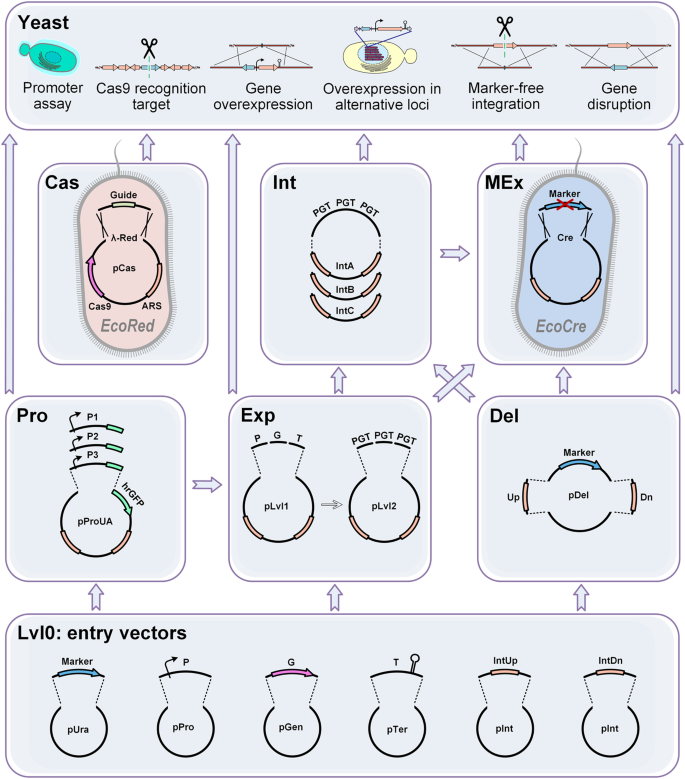 Yeast
Promoter
assay
Cas9 recognition
target
Gene
overexpression
Overexpression in
alternative loci
Marker-free
integration
Gene
disruption
Cas
Guide
λ-Red
pCas
Cas9
ARS
EcoRed
Int
PGT PGT PGT
IntA
IntB
IntC
MEx
Marker
Cre
EcoCre
Pro
P1
P2
P3
hrGFP
pProUA
Exp
P G T
pLvl1
PGT PGT PGT
pLvl2
Del
Marker
Up
pDel
Dn
Lvl0: entry vectors
Marker
pUra
P
pPro
G
pGen
T
pTer
IntUp
pInt
IntDn
pInt